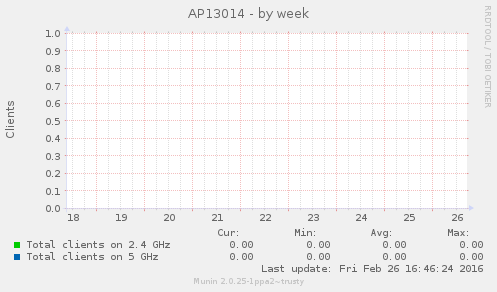 AP13014 - by week
RRDTOOL / TOBI OETIKER
Clients
1.0
0.9
0.8
0.7
0.6
0.5
0.4
0.3
0.2
0.1
0.0
18 19 20 21 22 23 24 25 26
Cur: Min: Avg: Max:
Total clients on 2.4 GHz 0.00 0.00 0.00 0.00
Total clients on 5 GHz 0.00 0.00 0.00 0.00
Last update: Fri Feb 26 16:46:24 2016
Munin 2.0.25-1ppa2~trusty